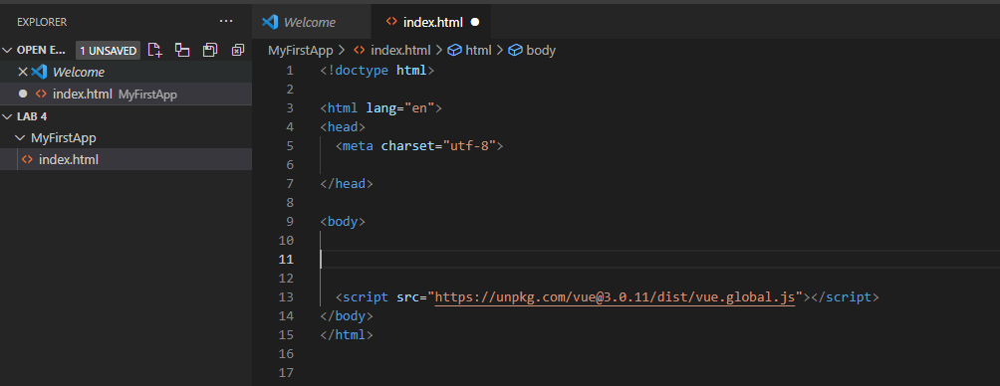 EXPLORER ···
OPEN E... 1 UNSAVED
Welcome
index.html MyFirstApp
LAB 4
MyFirstApp
index.html
Welcome index.html
MyFirstApp > index.html > html > body
1 <!doctype html>
2
3 <html lang="en">
4 <head>
5 <meta charset="utf-8">
6
7 </head>
8
9 <body>
10
11
12
13 <script src="https://unpkg.com/vue@3.0.11/dist/vue.global.js"></script>
14 </body>
15 </html>
16
17